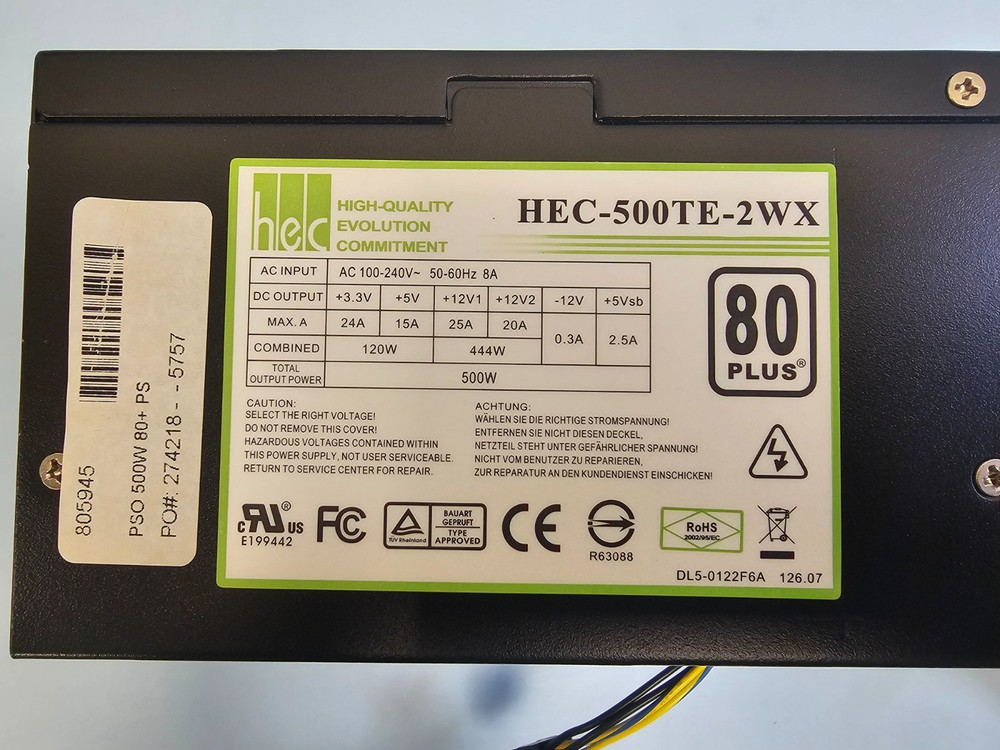 805945
PSO 500W 80+ PS
PO#: 274218 - - 5757
hec
HIGH-QUALITY
EVOLUTION
COMMITMENT
HEC-500TE-2WX
AC INPUT AC 100-240V~ 50-60Hz 8A
DC OUTPUT +3.3V +5V +12V1 +12V2 -12V +5Vsb
MAX. A 24A 15A 25A 20A 0.3A 2.5A
COMBINED 120W 444W
TOTAL
OUTPUT POWER 500W
80
PLUS®
CAUTION:
SELECT THE RIGHT VOLTAGE!
DO NOT REMOVE THIS COVER!
HAZARDOUS VOLTAGES CONTAINED WITHIN
THIS POWER SUPPLY, NOT USER SERVICEABLE.
RETURN TO SERVICE CENTER FOR REPAIR.
ACHTUNG:
WÄHLEN SIE DIE RICHTIGE STROMSPANNUNG!
ENTFERNEN SIE NICHT DIESEN DECKEL,
NETZTEIL STEHT UNTER GEFÄHRLICHER SPANNUNG!
NICHT VOM BENUTZER ZU REPARIEREN,
ZUR REPARATUR AN DEN KUNDENDIENST EINSCHICKEN!
c RU® US
E199442
FC
TÜV Rheinland
BAUART
GEPRUFT
TYPE
APPROVED
CE
R63088
RoHS
2002/95/EC
DL5-0122F6A 126.07